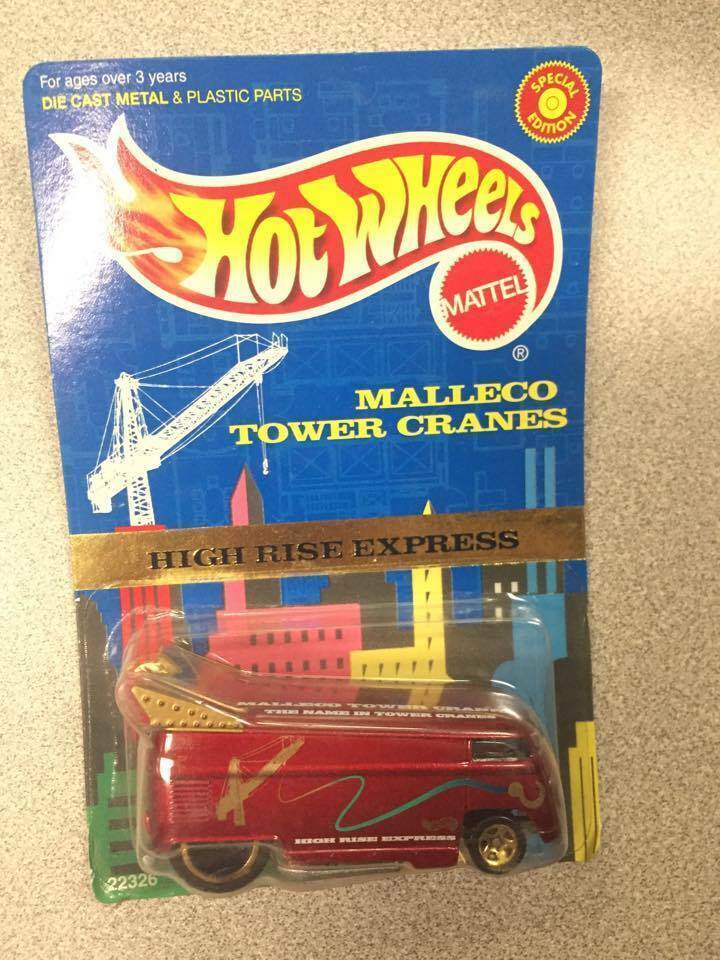 For ages over 3 years
DIE CAST METAL & PLASTIC PARTS
SPECIAL
EDITION
HOT WHEELS
MATTEL
®
MALLECO
TOWER CRANES
HIGH RISE EXPRESS
MALLECO TOWER CRANES
THE NAME IN TOWER CRANES
HIGH RISE EXPRESS
22326